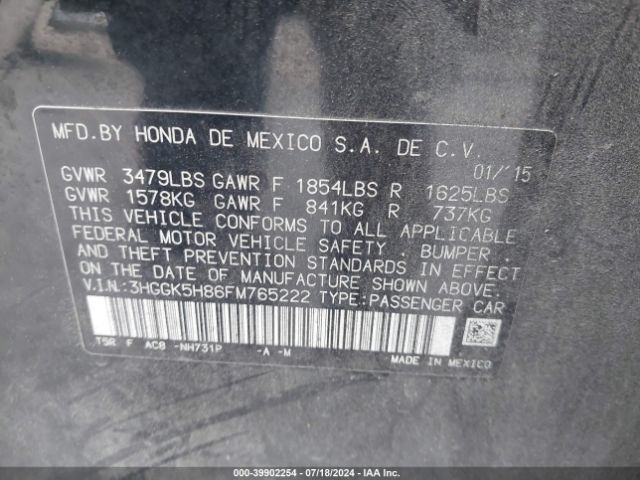 MFD.BY HONDA DE MEXICO S.A. DE C.V.
01/'15
GVWR 3479LBS GAWR F 1854LBS R 1625LBS
GVWR 1578KG GAWR F 841KG R 737KG
THIS VEHICLE CONFORMS TO ALL APPLICABLE
FEDERAL MOTOR VEHICLE SAFETY , BUMPER ,
AND THEFT PREVENTION STANDARDS IN EFFECT
ON THE DATE OF MANUFACTURE SHOWN ABOVE.
V.I.N.:3HGGK5H86FM765222 TYPE:PASSENGER CAR
T5R F AC8 -NH731P -A -M
MADE IN MEXICO
000-39902254 - 07/18/2024 - IAA Inc.